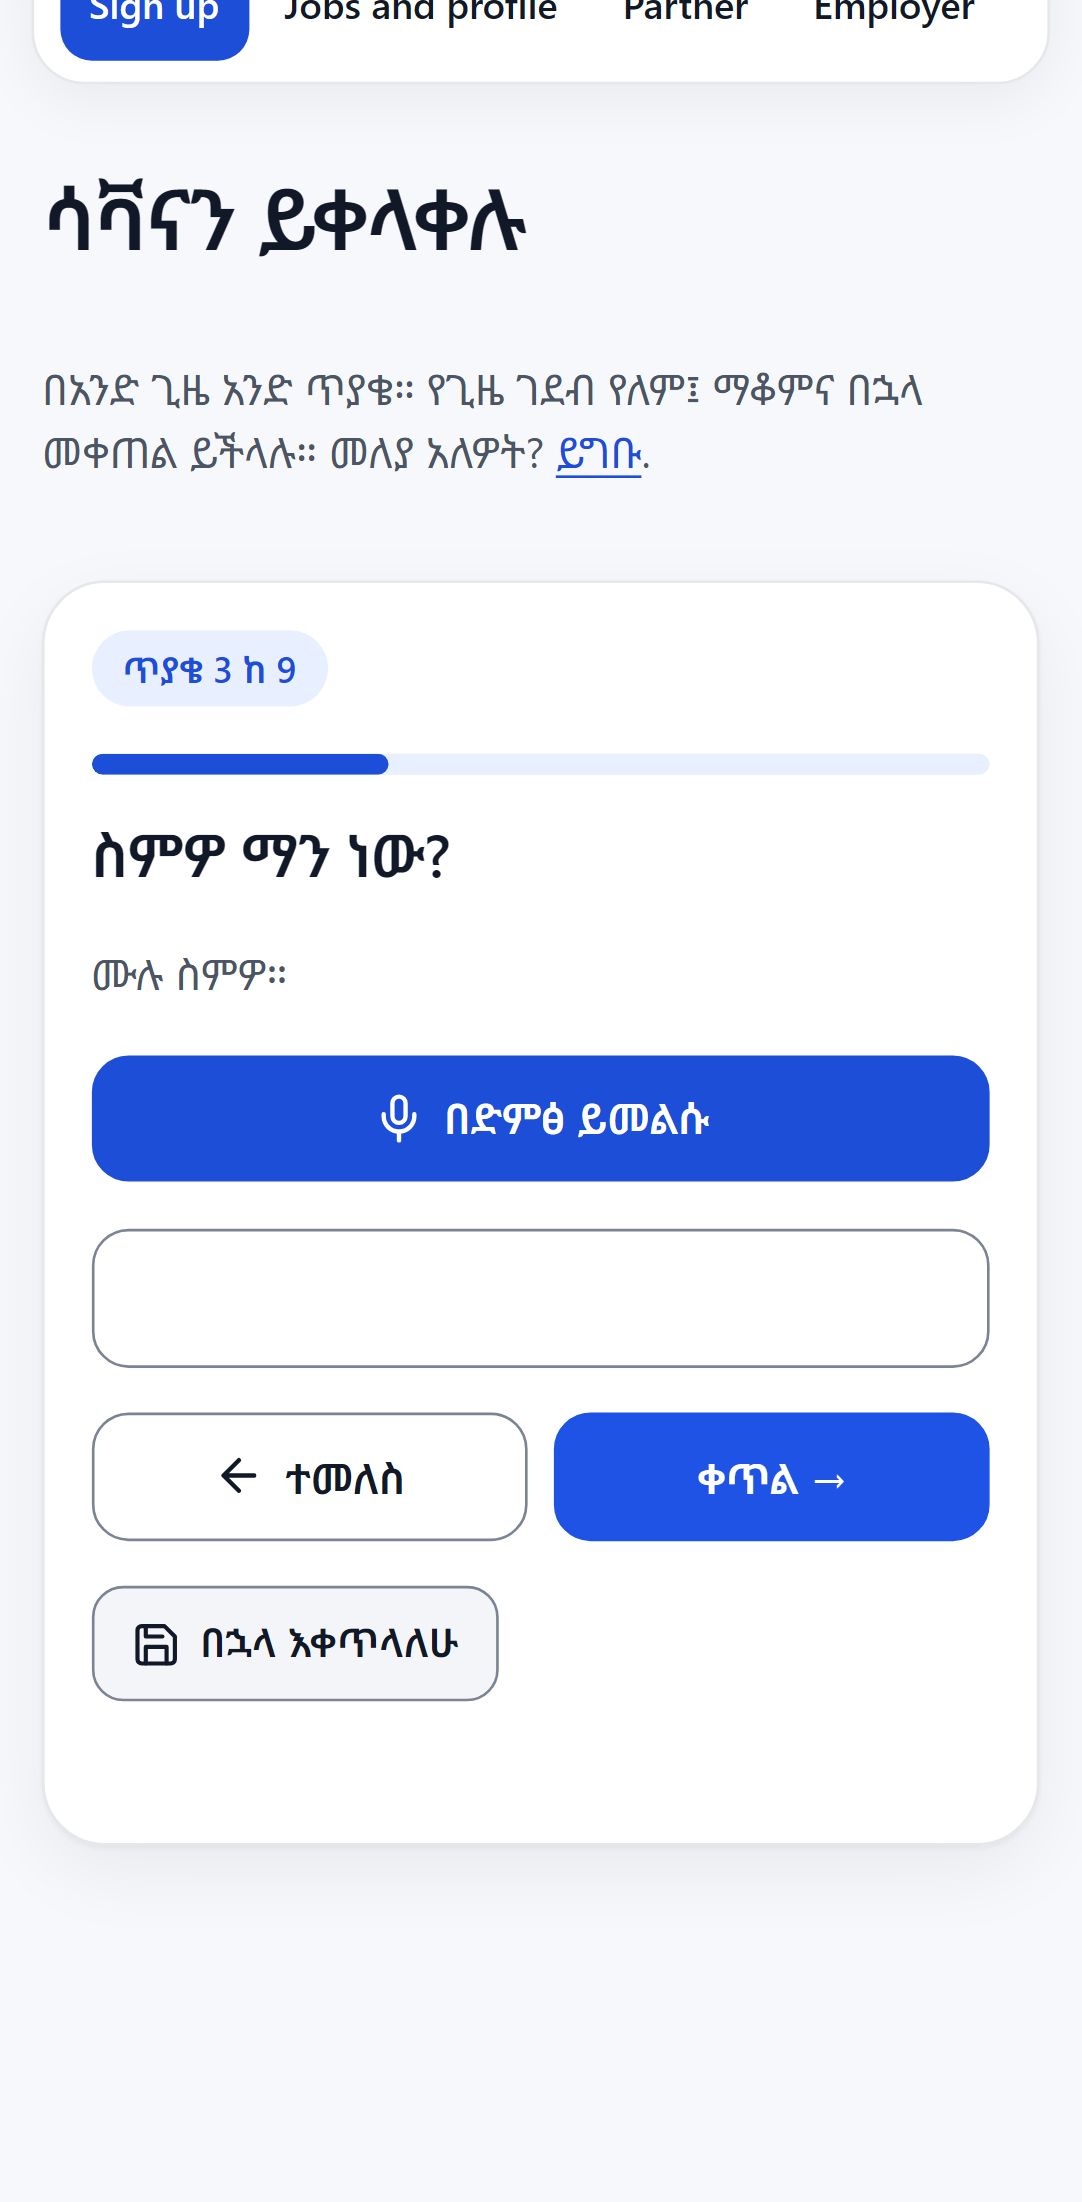 Sign up Jobs and profile Partner Employer
ሳቫናን ይቀላቀሉ
በአንድ ጊዜ አንድ ጥያቄ። የጊዜ ገደብ የለም፤ ማቆምና በኋላ
መቀጠል ይችላሉ። መለያ አለዎት? ይግቡ.
ጥያቄ 3 ከ 9
ስምዎ ማን ነው?
ሙሉ ስምዎ።
በድምፅ ይመልሱ
← ተመለስ
ቀጥል →
በኋላ እቀጥላለሁ